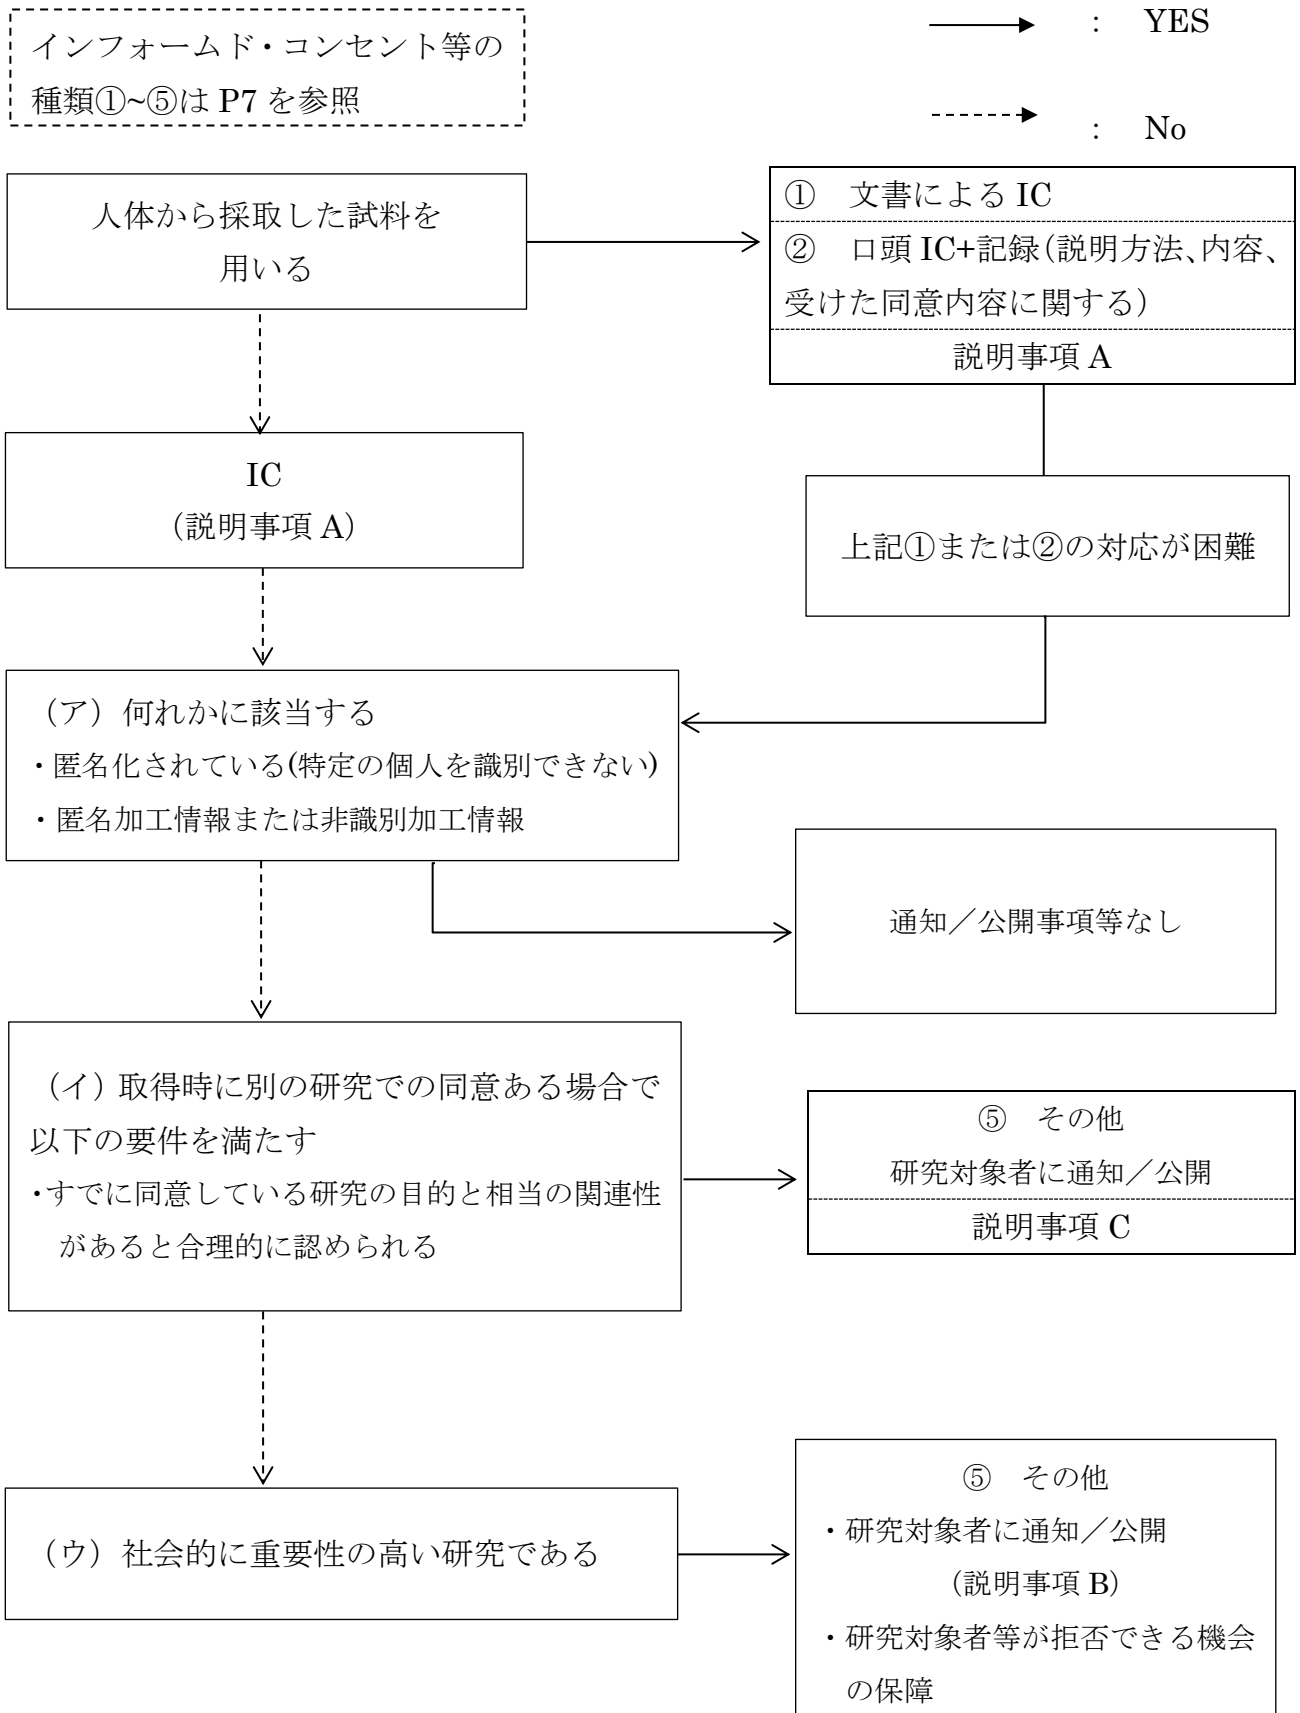 インフォームド・コンセント等の
種類①~⑤は P7 を参照
: YES
: No
人体から採取した試料を
用いる
① 文書による IC
② 口頭 IC+記録(説明方法、内容、
受けた同意内容に関する)
説明事項 A
IC
(説明事項 A)
上記①または②の対応が困難
(ア)何れかに該当する
・匿名化されている(特定の個人を識別できない)
・匿名加工情報または非識別加工情報
通知/公開事項等なし
(イ)取得時に別の研究での同意ある場合で
以下の要件を満たす
・すでに同意している研究の目的と相当の関連性
があると合理的に認められる
⑤ その他
研究対象者に通知/公開
説明事項 C
(ウ)社会的に重要性の高い研究である
⑤ その他
・研究対象者に通知/公開
(説明事項 B)
・研究対象者等が拒否できる機会
の保障